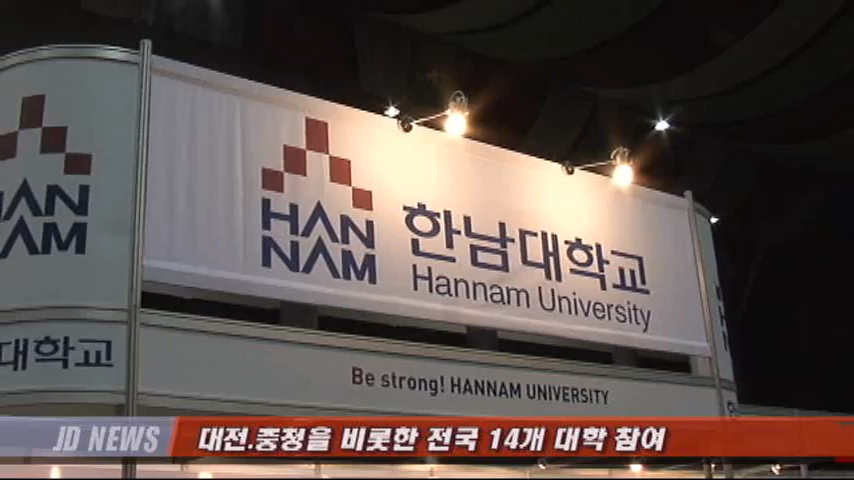 HAN
NAM
한남대학교
Hannam University
HAN
NAM
대학교
Be strong! HANNAM UNIVERSITY
JD NEWS
대전.충청을 비롯한 전국 14개 대학 참여